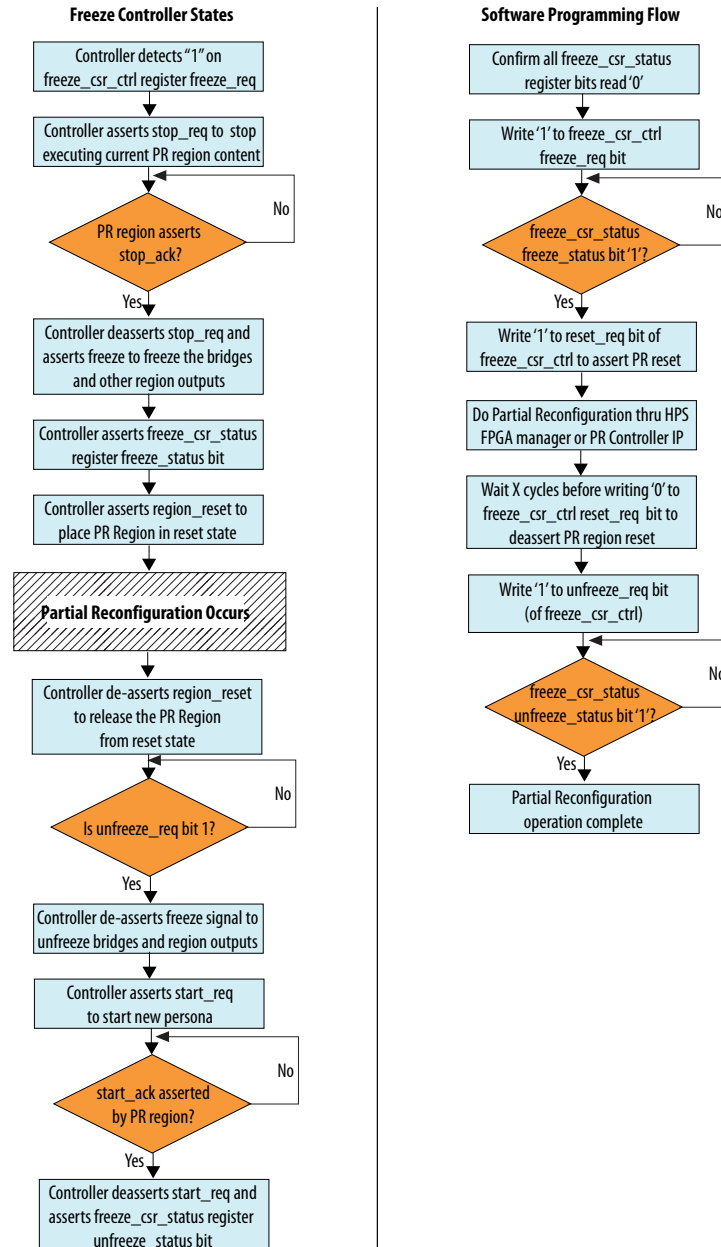 Freeze Controller States
Controller detects “1” on
freeze_csr_ctrl register freeze_req
Controller asserts stop_req to stop
executing current PR region content
No
PR region asserts
stop_ack?
Yes
Controller deasserts stop_req and
asserts freeze to freeze the bridges
and other region outputs
Controller asserts freeze_csr_status
register freeze_status bit
Controller asserts region_reset to
place PR Region in reset state
Partial Reconfiguration Occurs
Controller de-asserts region_reset
to release the PR Region
from reset state
No
Is unfreeze_req bit 1?
Yes
Controller de-asserts freeze signal to
unfreeze bridges and region outputs
Controller asserts start_req
to start new persona
No
start_ack asserted
by PR region?
Yes
Controller deasserts start_req and
asserts freeze_csr_status register
unfreeze_status bit
Software Programming Flow
Confirm all freeze_csr_status
register bits read ‘0’
Write ‘1’ to freeze_csr_ctrl
freeze_req bit
No
freeze_csr_status
freeze_status bit ‘1’?
Yes
Write ‘1’ to reset_req bit of
freeze_csr_ctrl to assert PR reset
Do Partial Reconfiguration thru HPS
FPGA manager or PR Controller IP
Wait X cycles before writing ‘0’ to
freeze_csr_ctrl reset_req bit to
deassert PR region reset
Write ‘1’ to unfreeze_req bit
(of freeze_csr_ctrl)
No
freeze_csr_status
unfreeze_status bit ‘1’?
Yes
Partial Reconfiguration
operation complete